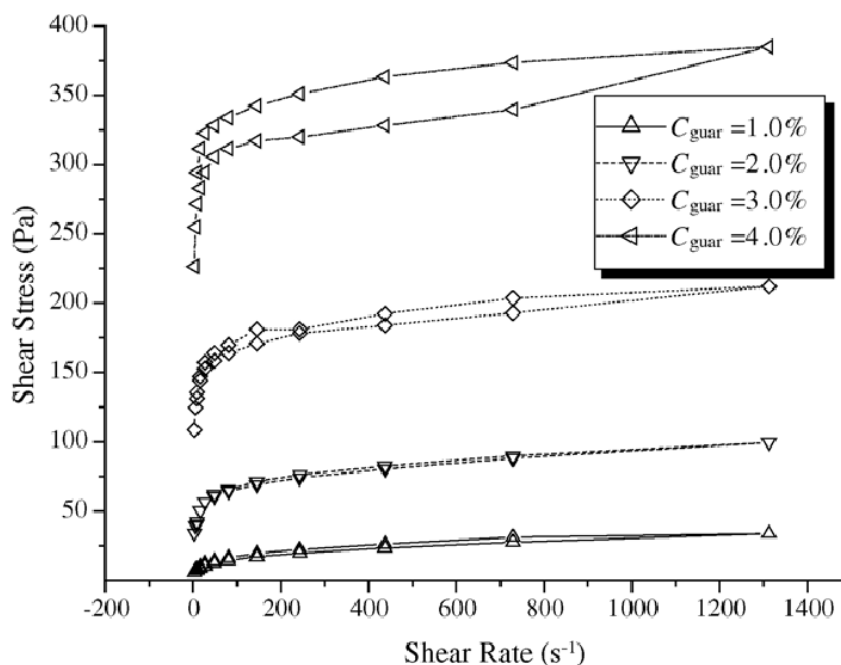 400
350
300
250
200
150
100
50
-200 0 200 400 600 800 1000 1200 1400
Shear Stress (Pa)
Shear Rate (s⁻¹)
C guar =1.0%
C guar =2.0%
C guar =3.0%
C guar =4.0%